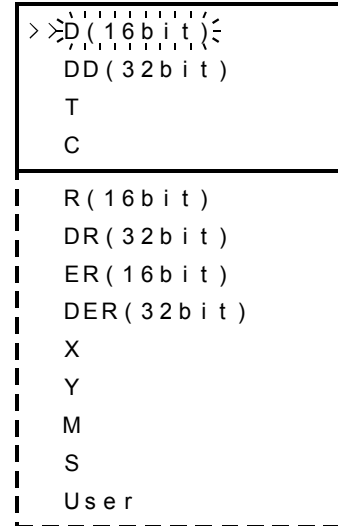 >>D(16bit)
DD(32bit)
T
C
R(16bit)
DR(32bit)
ER(16bit)
DER(32bit)
X
Y
M
S
User